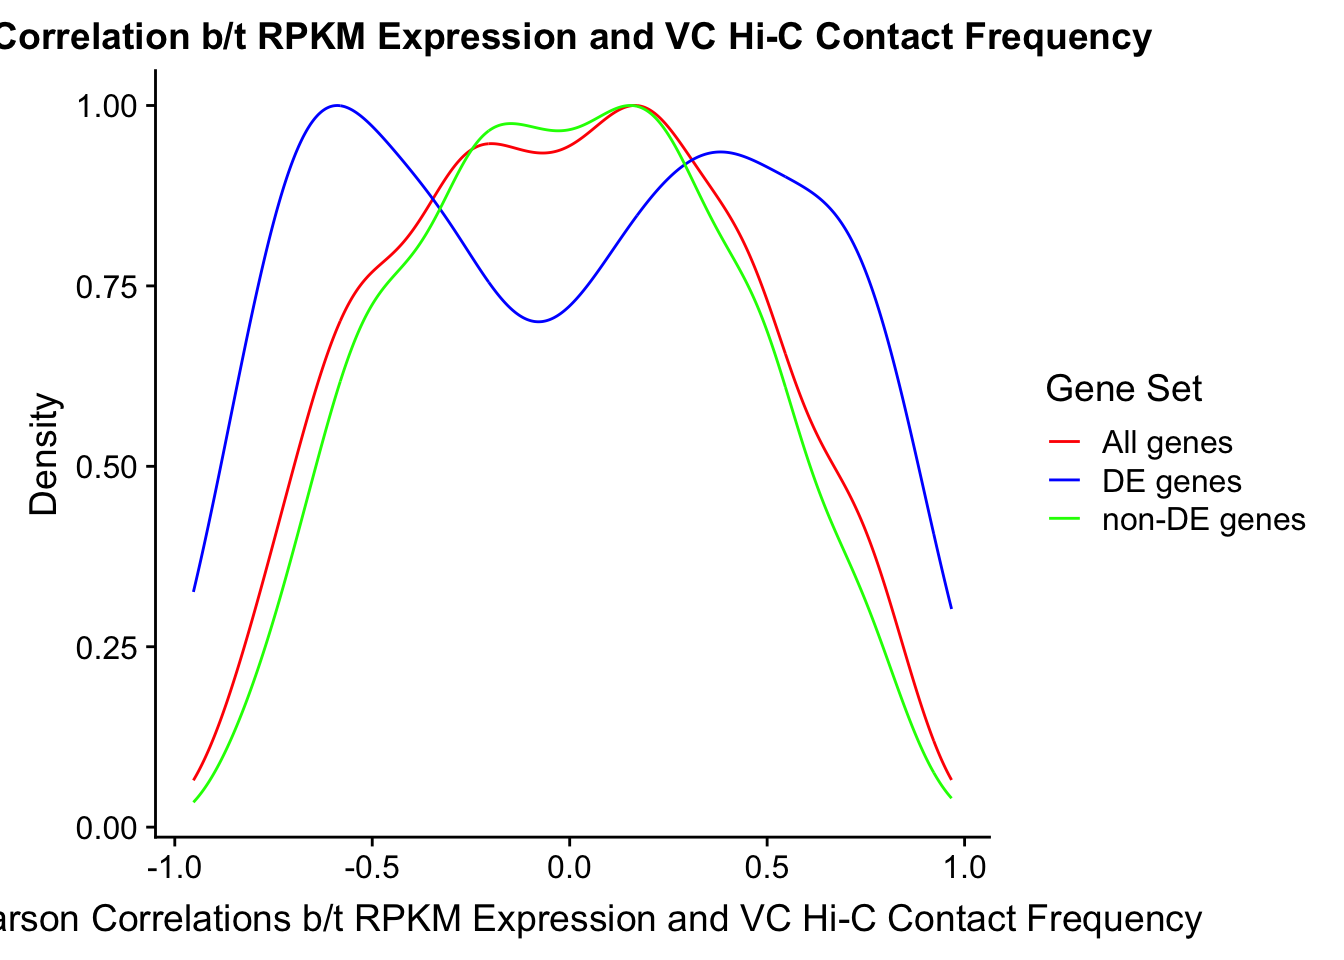 Correlation b/t RPKM Expression and VC Hi-C Contact Frequency
1.00
0.75
0.50
0.25
0.00
Density
-1.0 -0.5 0.0 0.5 1.0
arson Correlations b/t RPKM Expression and VC Hi-C Contact Frequency
Gene Set
All genes
DE genes
non-DE genes